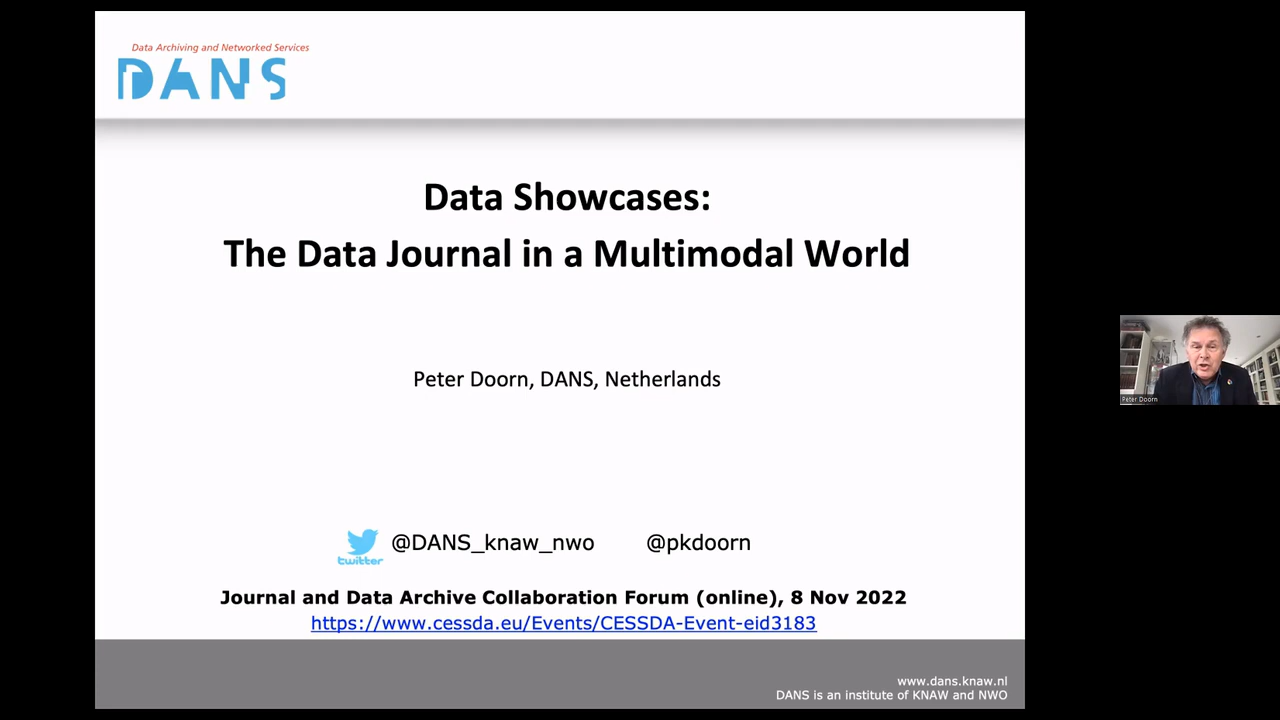 Data Archiving and Networked Services
DANS
Data Showcases:
The Data Journal in a Multimodal World
Peter Doorn, DANS, Netherlands
twitter @DANS_knaw_nwo @pkdoorn
Journal and Data Archive Collaboration Forum (online), 8 Nov 2022
https://www.cessda.eu/Events/CESSDA-Event-eid3183
www.dans.knaw.nl
DANS is an institute of KNAW and NWO
Peter Doorn